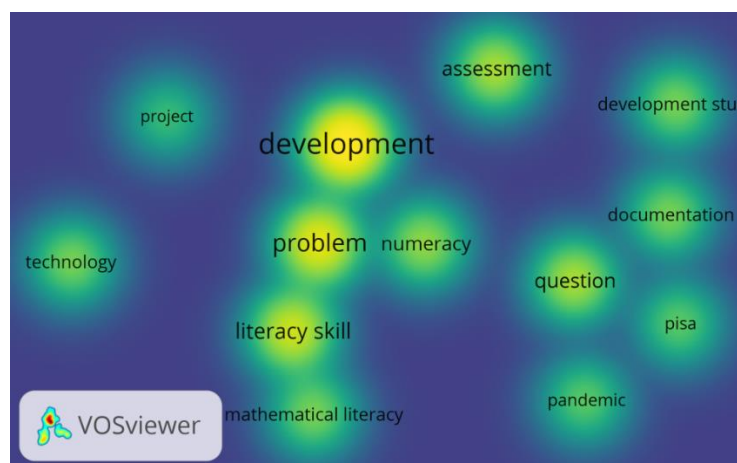 assessment
development stu
project
development
documentation
problem
numeracy
technology
question
pisa
literacy skill
pandemic
mathematical literacy
VOSviewer